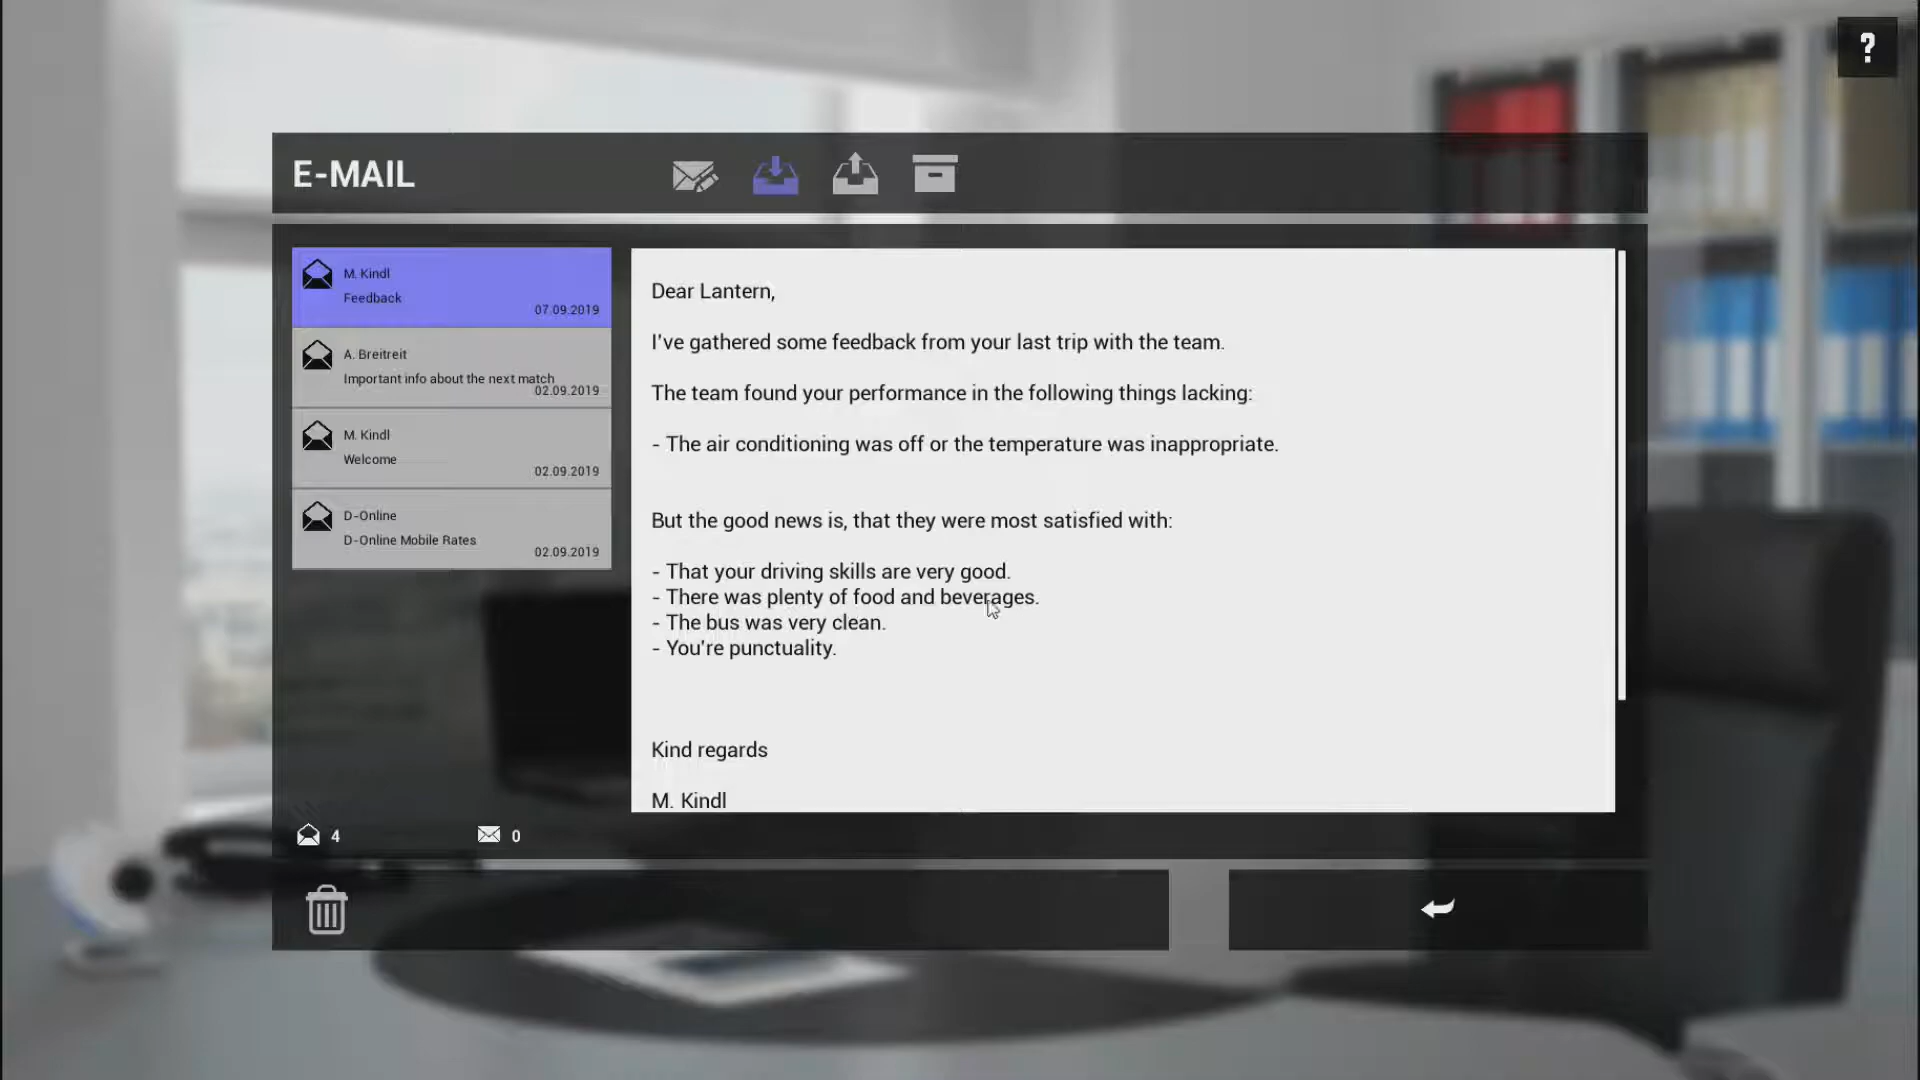 ?
E-MAIL
M. Kindl
Feedback
07.09.2019
A. Breitreit
Important info about the next match
02.09.2019
M. Kindl
Welcome
02.09.2019
D-Online
D-Online Mobile Rates
02.09.2019
4
0
Dear Lantern,
I've gathered some feedback from your last trip with the team.
The team found your performance in the following things lacking:
- The air conditioning was off or the temperature was inappropriate.
But the good news is, that they were most satisfied with:
- That your driving skills are very good.
- There was plenty of food and beverages.
- The bus was very clean.
- You're punctuality.
Kind regards
M. Kindl